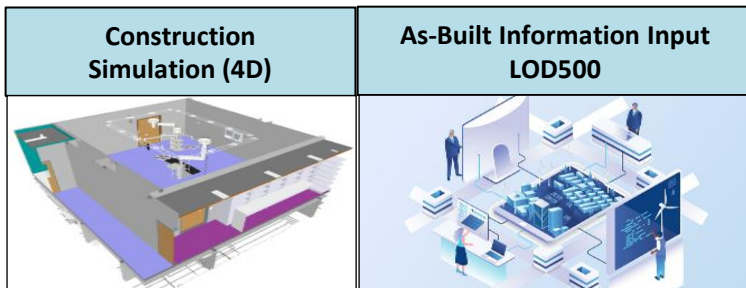 Construction
Simulation (4D)
As-Built Information Input
LOD500